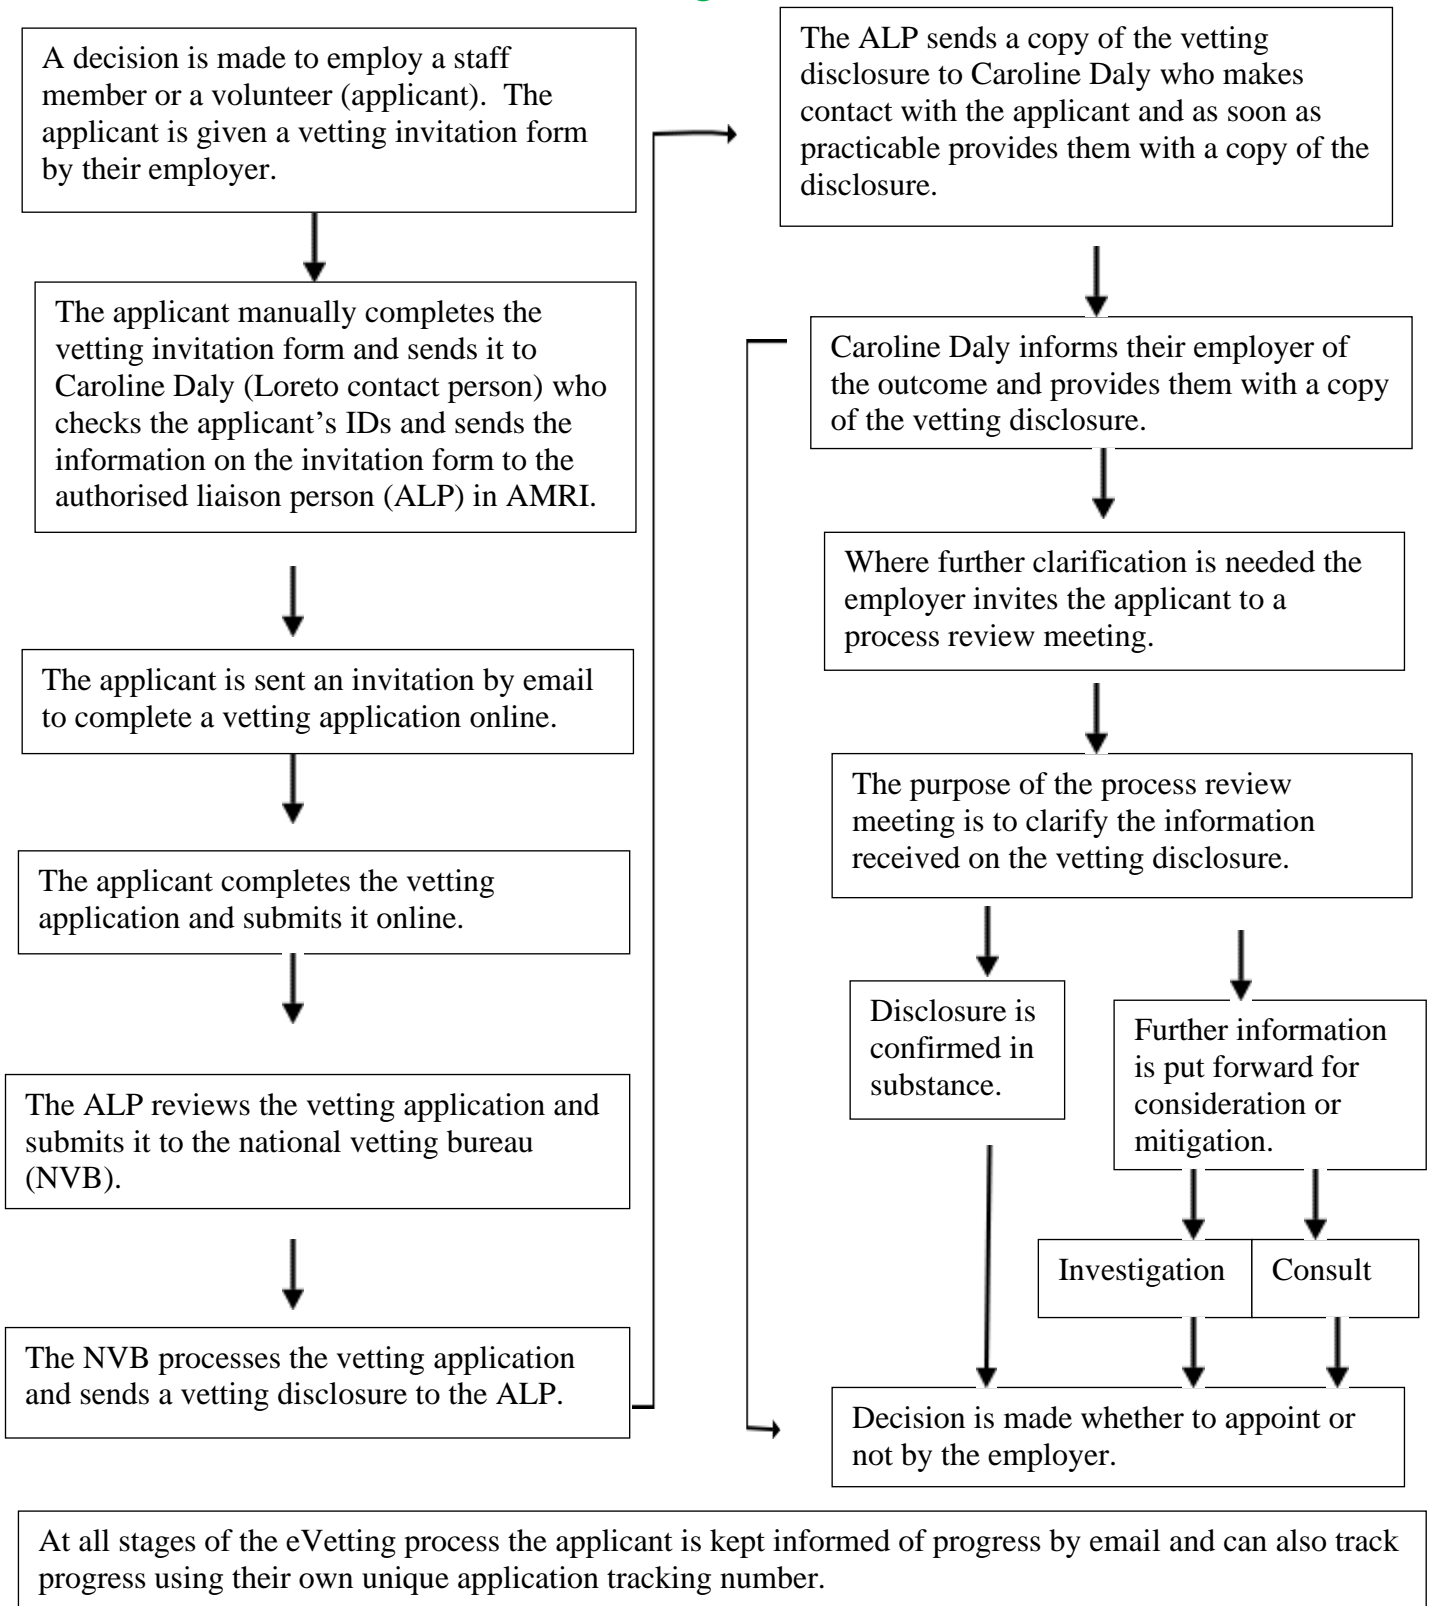 A decision is made to employ a staff
member or a volunteer (applicant).  The
applicant is given a vetting invitation form
by their employer.
The applicant manually completes the
vetting invitation form and sends it to
Caroline Daly (Loreto contact person) who
checks the applicant’s IDs and sends the
information on the invitation form to the
authorised liaison person (ALP) in AMRI.
The applicant is sent an invitation by email
to complete a vetting application online.
The applicant completes the vetting
application and submits it online.
The ALP reviews the vetting application and
submits it to the national vetting bureau
(NVB).
The NVB processes the vetting application
and sends a vetting disclosure to the ALP.
The ALP sends a copy of the vetting
disclosure to Caroline Daly who makes
contact with the applicant and as soon as
practicable provides them with a copy of the
disclosure.
Caroline Daly informs their employer of
the outcome and provides them with a copy
of the vetting disclosure.
Where further clarification is needed the
employer invites the applicant to a
process review meeting.
The purpose of the process review
meeting is to clarify the information
received on the vetting disclosure.
Disclosure is
confirmed in
substance.
Further information
is put forward for
consideration or
mitigation.
Investigation
Consult
Decision is made whether to appoint or
not by the employer.
At all stages of the eVetting process the applicant is kept informed of progress by email and can also track
progress using their own unique application tracking number.